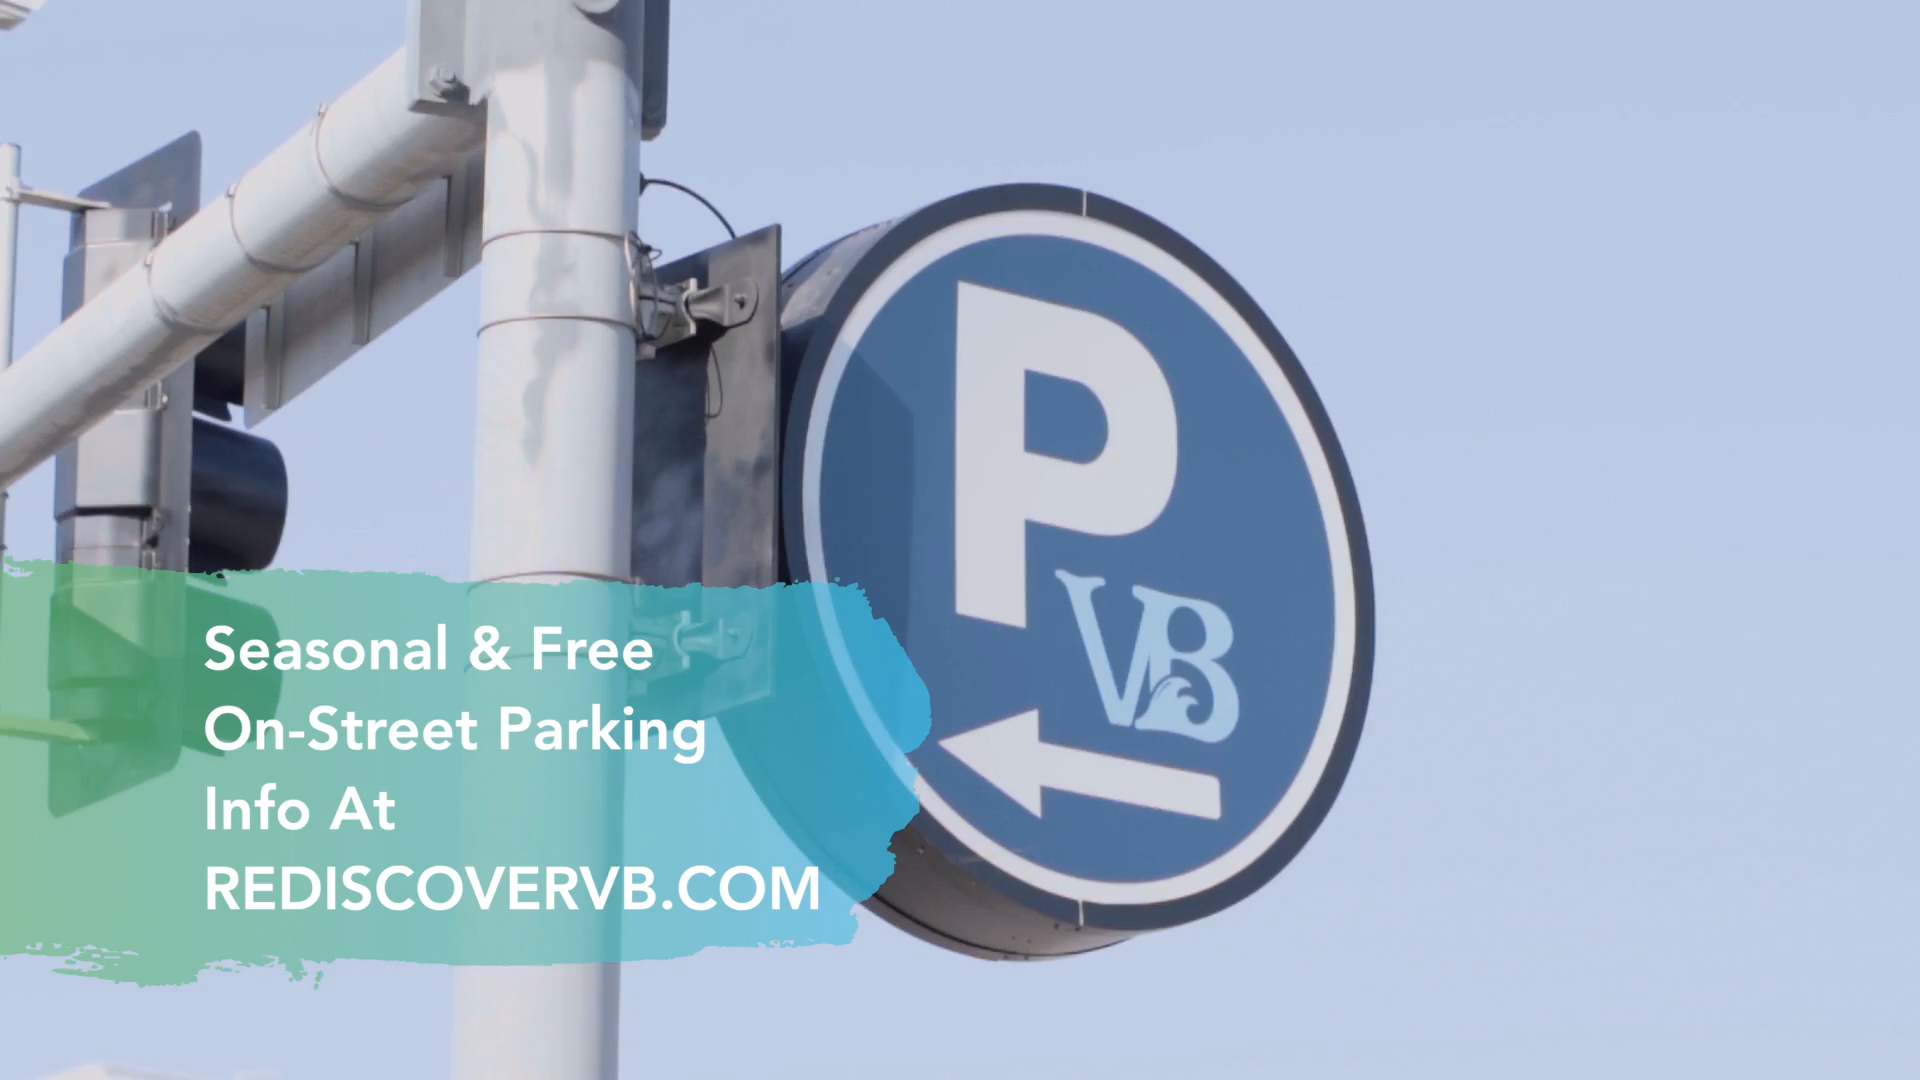 P
VB
Seasonal & Free
On-Street Parking
Info At
REDISCOVERVB.COM